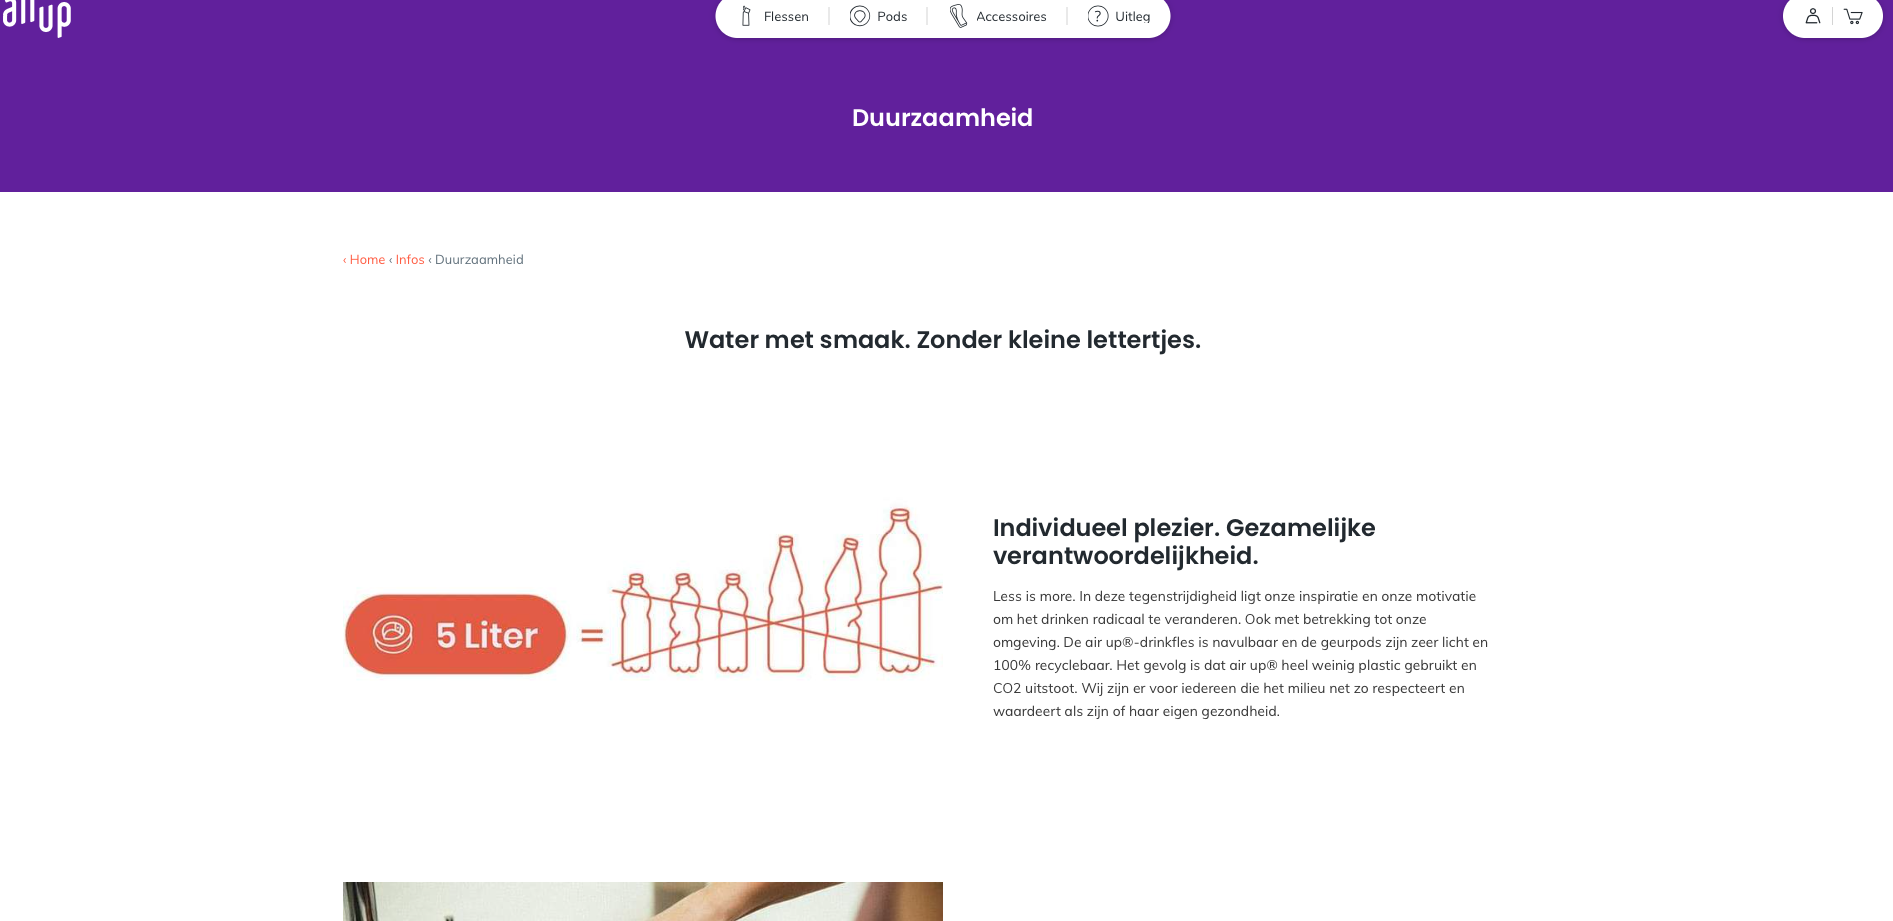 air up
Flessen
Pods
Accessoires
Uitleg
Duurzaamheid
‹ Home ‹ Infos ‹ Duurzaamheid
Water met smaak. Zonder kleine lettertjes.
5 Liter =
Individueel plezier. Gezamelijke
verantwoordelijkheid.
Less is more. In deze tegenstrijdigheid ligt onze inspiratie en onze motivatie
om het drinken radicaal te veranderen. Ook met betrekking tot onze
omgeving. De air up®-drinkfles is navulbaar en de geurpods zijn zeer licht en
100% recyclebaar. Het gevolg is dat air up® heel weinig plastic gebruikt en
CO2 uitstoot. Wij zijn er voor iedereen die het milieu net zo respecteert en
waardeert als zijn of haar eigen gezondheid.